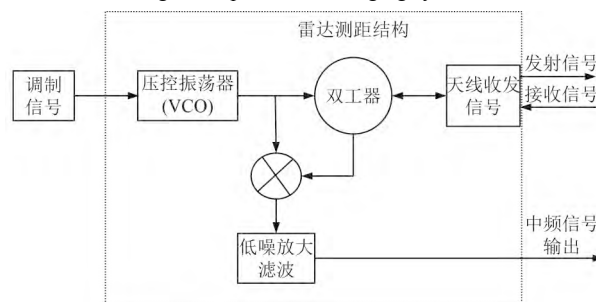 雷达测距结构
调制
信号
压控振荡器
(VCO)
双工器
天线收发
信号
发射信号
接收信号
低噪放大
滤波
中频信号
输出